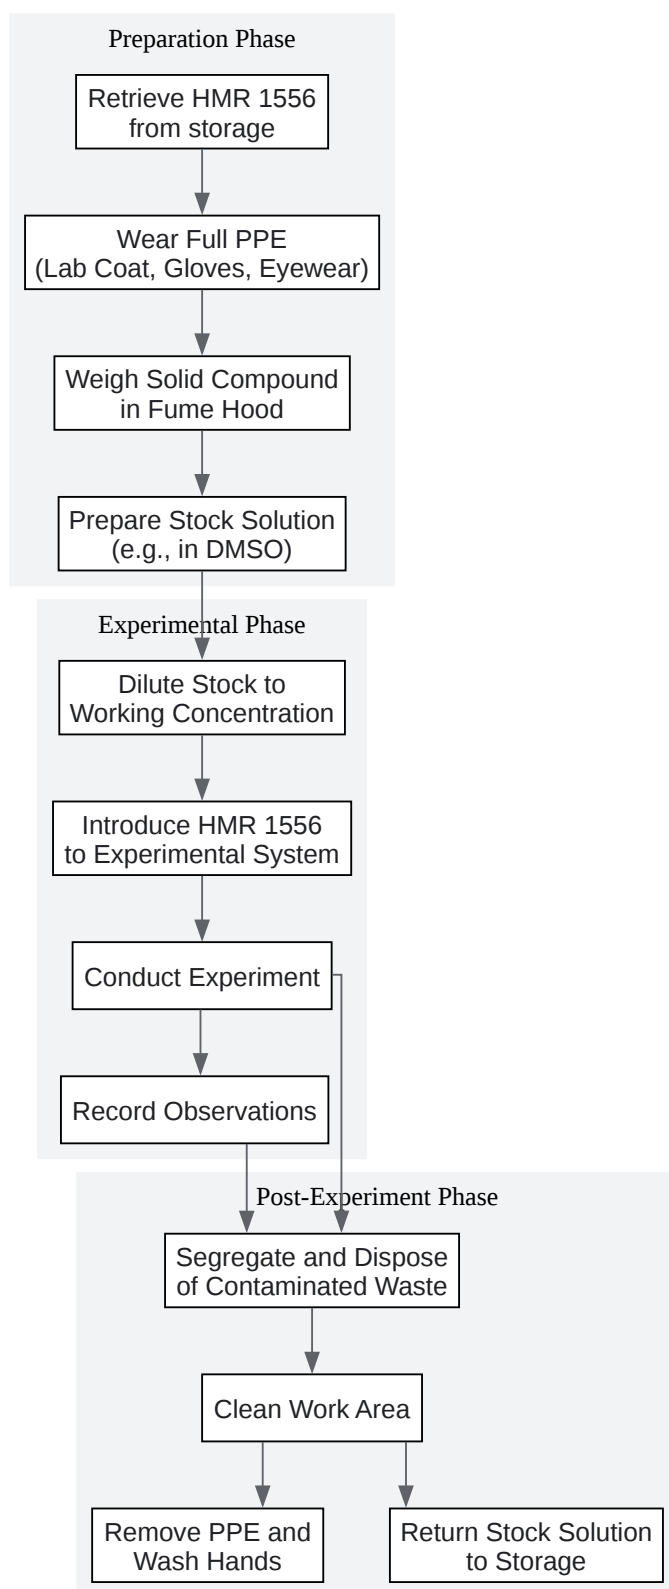 Preparation Phase
Retrieve HMR 1556
from storage
Wear Full PPE
(Lab Coat, Gloves, Eyewear)
Weigh Solid Compound
in Fume Hood
Prepare Stock Solution
(e.g., in DMSO)
Experimental Phase
Dilute Stock to
Working Concentration
Introduce HMR 1556
to Experimental System
Conduct Experiment
Record Observations
Post-Experiment Phase
Segregate and Dispose
of Contaminated Waste
Clean Work Area
Remove PPE and
Wash Hands
Return Stock Solution
to Storage